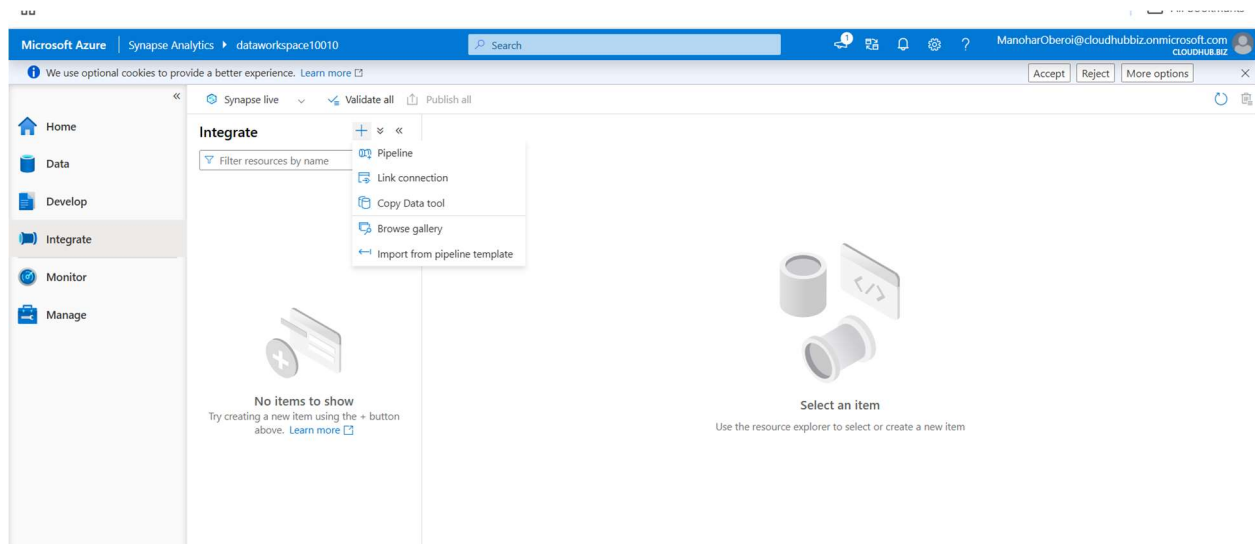 Microsoft Azure | Synapse Analytics dataworkspace10010 Search 1 ? ManoharOberoi@cloudhubbiz.onmicrosoft.com
CLOUDHUB.BIZ
We use optional cookies to provide a better experience. Learn more Accept Reject More options
Synapse live Validate all Publish all
Home
Data
Develop
Integrate
Monitor
Manage
Integrate
Filter resources by name
Pipeline
Link connection
Copy Data tool
Browse gallery
Import from pipeline template
No items to show
Try creating a new item using the + button
above. Learn more
Select an item
Use the resource explorer to select or create a new item